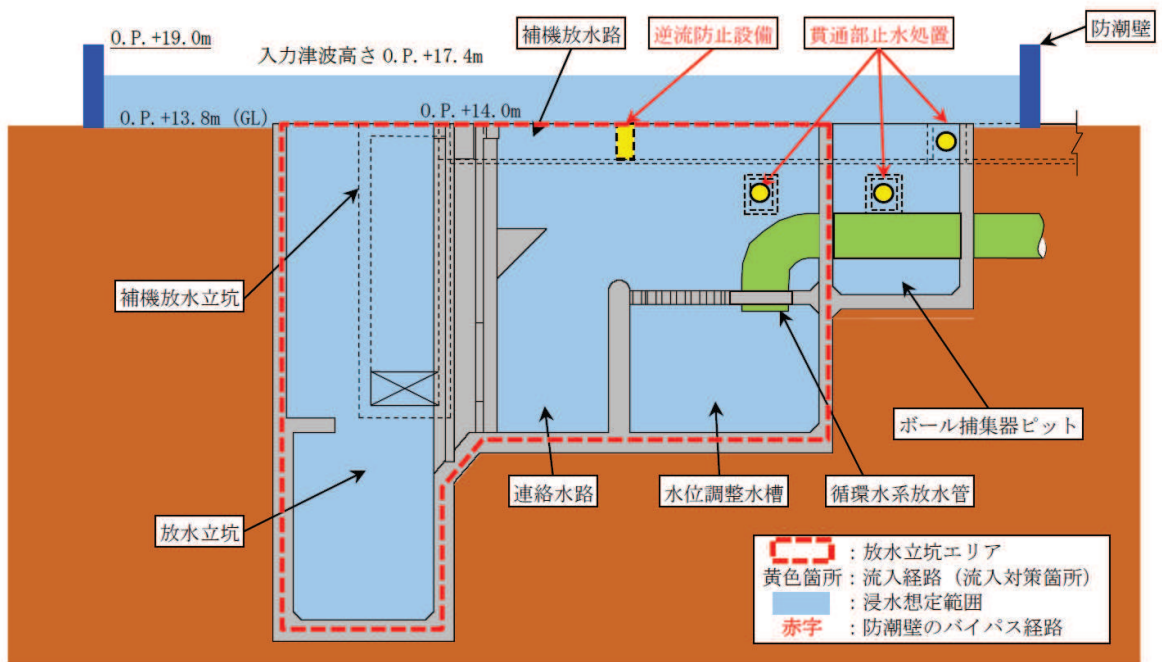 O.P.+19.0m
入力津波高さ O.P.+17.4m
補機放水路
逆流防止設備
貫通部止水処置
防潮壁
O.P.+13.8m (GL)
O.P.+14.0m
補機放水立坑
放水立坑
連絡水路
水位調整水槽
循環水系放水管
ボール捕集器ピット
：放水立坑エリア
黄色箇所：流入経路（流入対策箇所）
：浸水想定範囲
赤字：防潮壁のバイパス経路